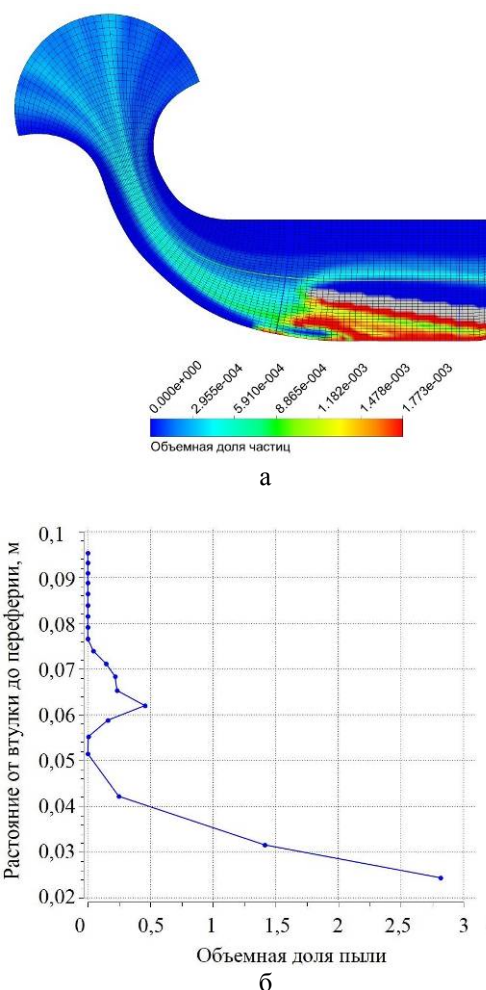 0.000e+000 2.955e-004 5.910e-004 8.865e-004 1.182e-003 1.478e-003 1.773e-003
Объемная доля частиц
а
Растояние от втулки до переферии, м
0,1
0,09
0,08
0,07
0,06
0,05
0,04
0,03
0,02
0 0,5 1 1,5 2 2,5 3
Объемная доля пыли
б